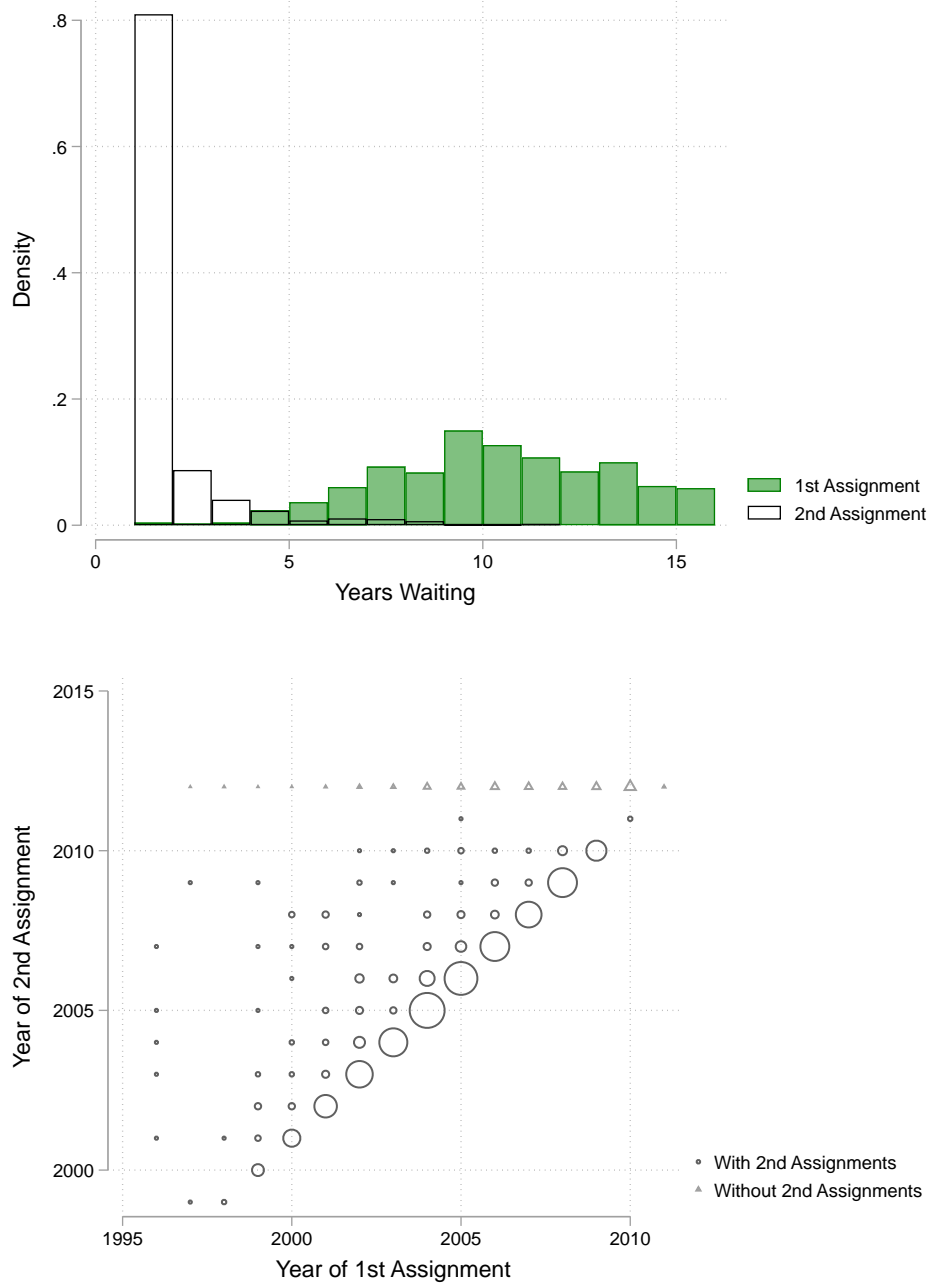 .8
.6
.4
.2
0
Density
0 5 10 15
Years Waiting
1st Assignment
2nd Assignment
2015
2010
2005
2000
Year of 2nd Assignment
1995 2000 2005 2010
Year of 1st Assignment
With 2nd Assignments
Without 2nd Assignments